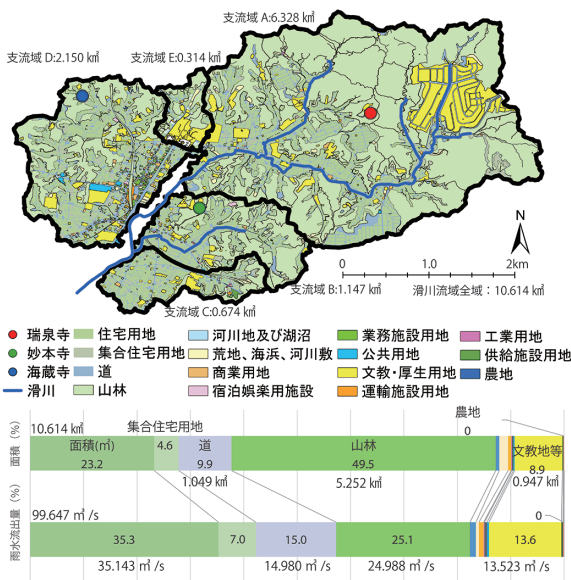 支流域 A:6.328 ㎢
支流域 D:2.150 ㎢
支流域 E:0.314 ㎢
N
0 1.0 2km
支流域 B:1.147 ㎢
滑川流域全域：10.614 ㎢
支流域 C:0.674 ㎢
瑞泉寺
妙本寺
海蔵寺
滑川
住宅用地
集合住宅用地
道
山林
河川地及び湖沼
荒地、海浜、河川敷
商業用地
宿泊娯楽用施設
業務施設用地
公共用地
文教・厚生用地
運輸施設用地
工業用地
供給施設用地
農地
面積（%）
10.614 ㎢
集合住宅用地
農地
0
面積(㎡)
23.2
4.6
道
9.9
山林
49.5
文教地等
8.9
1.049 ㎢
5.252 ㎢
0.947 ㎢
雨水流出量（%）
99.647 ㎥ /s
0
35.3
7.0
15.0
25.1
13.6
35.143 ㎥ /s
14.980 ㎥ /s
24.988 ㎥ /s
13.523 ㎥ /s